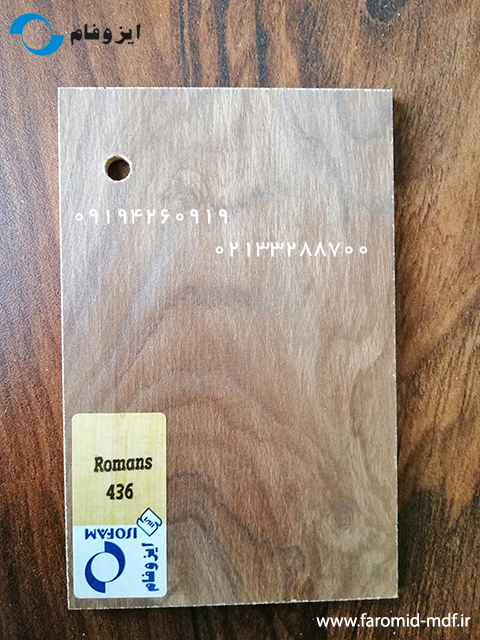 ایزوفام
۰۹۱۹۴۲۶۰۹۱۹
۰۲۱۳۳۲۸۸۷۰۰
Romans
436
ISOFAM
ایزوفام
www.faromid-mdf.ir